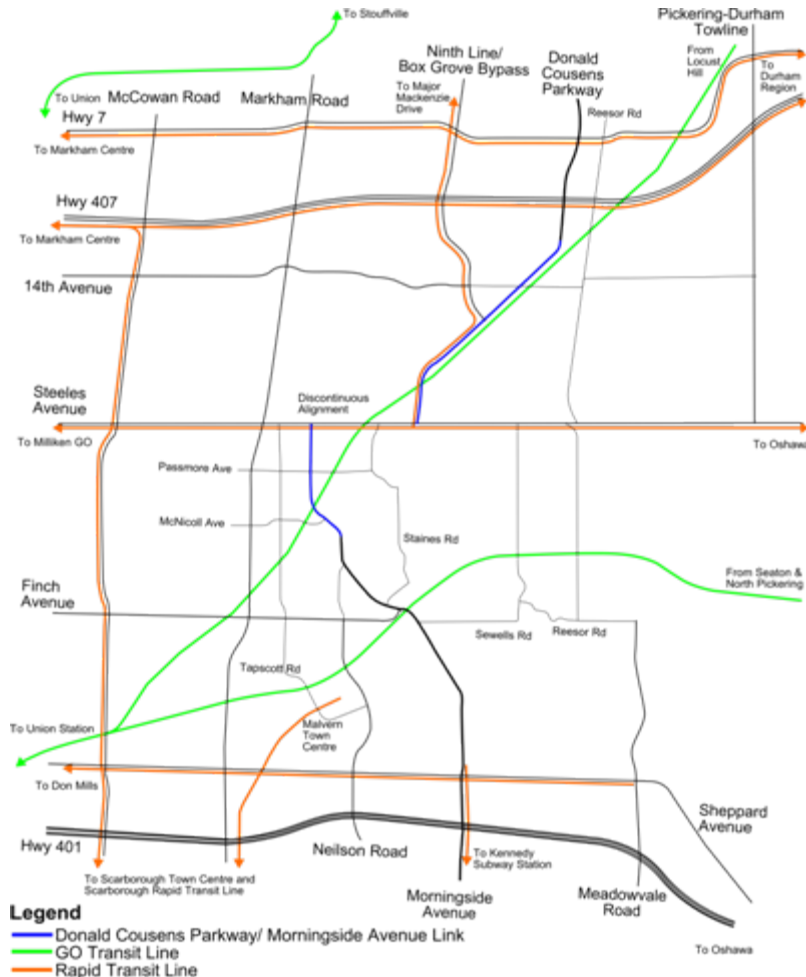 To Stouffville
Pickering-Durham
Towline
Ninth Line/
Box Grove Bypass
Donald
Cousens
Parkway
From
Locust
Hill
To
Durham
Region
To Union
McCowan Road
Markham Road
To Major
Mackenzie
Drive
Hwy 7
Reesor Rd
To Markham Centre
Hwy 407
To Markham Centre
14th Avenue
Steeles
Avenue
Discontinuous
Alignment
To Milliken GO
To Oshawa
Passmore Ave
McNicoll Ave
Staines Rd
Finch
Avenue
From Seaton &
North Pickering
Sewells Rd
Reesor Rd
Tapscott Rd
To Union Station
Malvern
Town
Centre
To Don Mills
Sheppard
Avenue
Hwy 401
Neilson Road
To Kennedy
Subway Station
To Scarborough Town Centre and
Scarborough Rapid Transit Line
Morningside
Avenue
Meadowvale
Road
To Oshawa
Legend
Donald Cousens Parkway/ Morningside Avenue Link
GO Transit Line
Rapid Transit Line